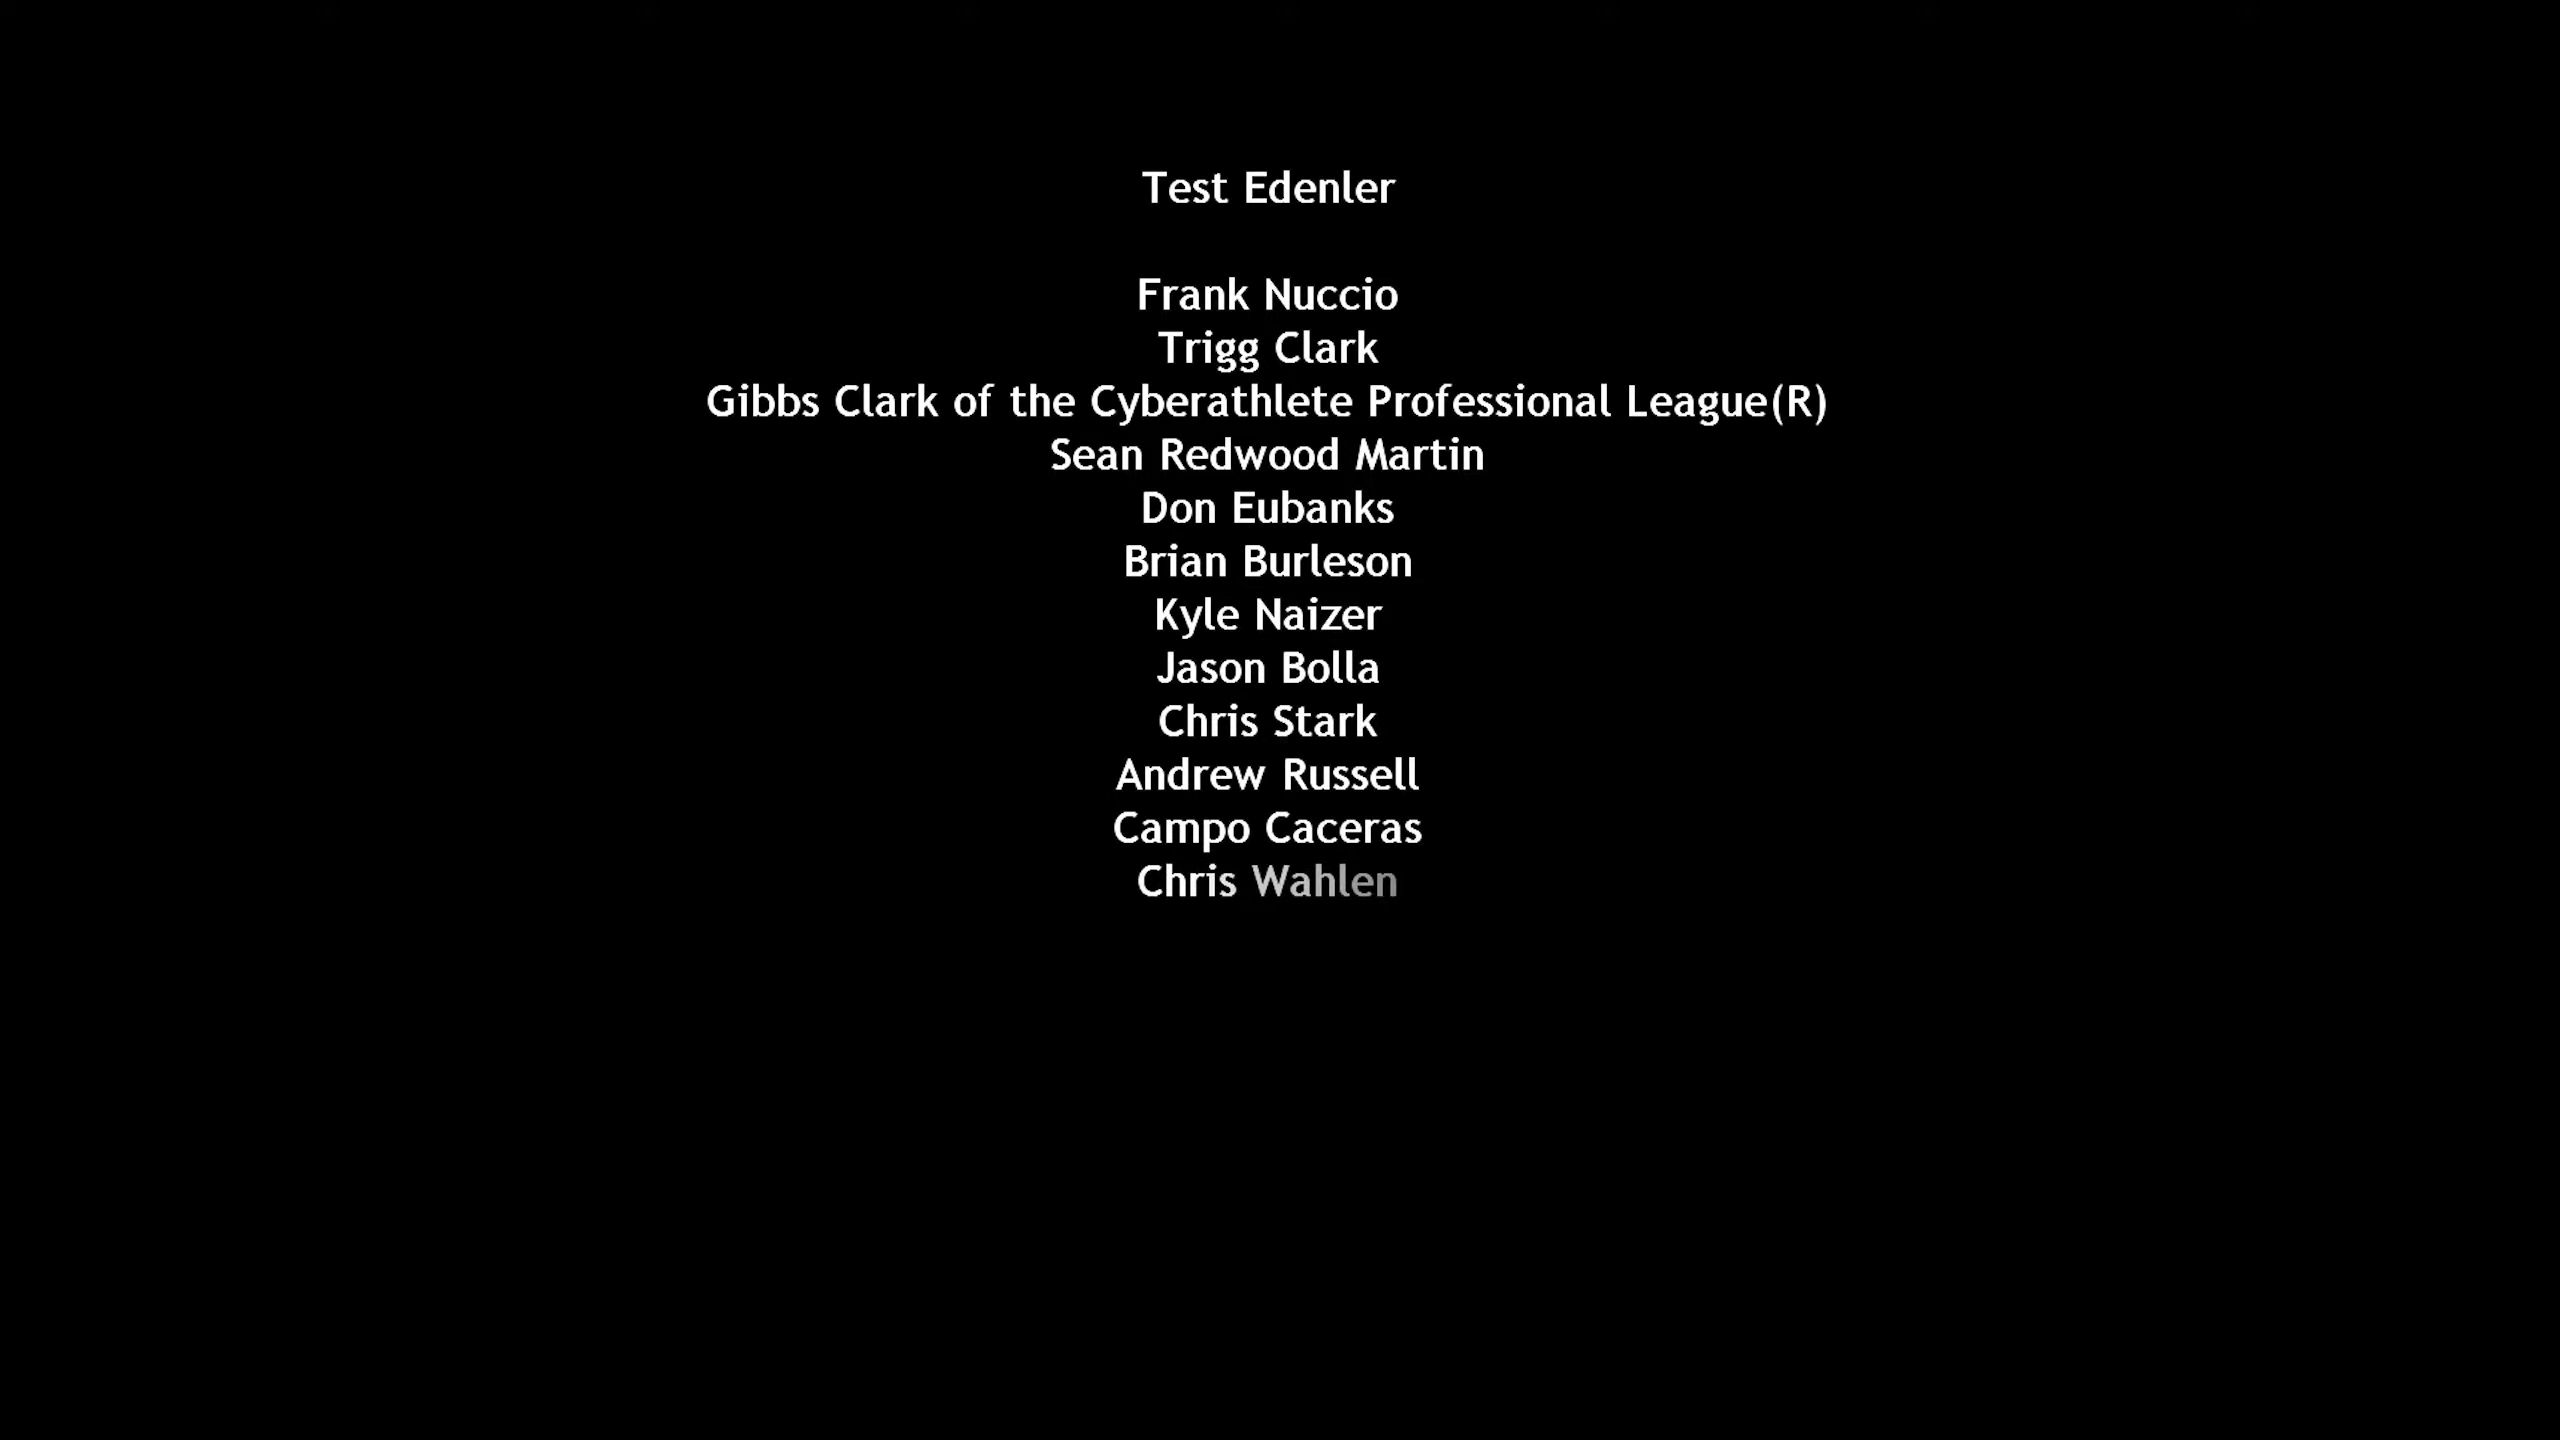 Test Edenler
Frank Nuccio
Trigg Clark
Gibbs Clark of the Cyberathlete Professional League(R)
Sean Redwood Martin
Don Eubanks
Brian Burleson
Kyle Naizer
Jason Bolla
Chris Stark
Andrew Russell
Campo Caceras
Chris Wahlen